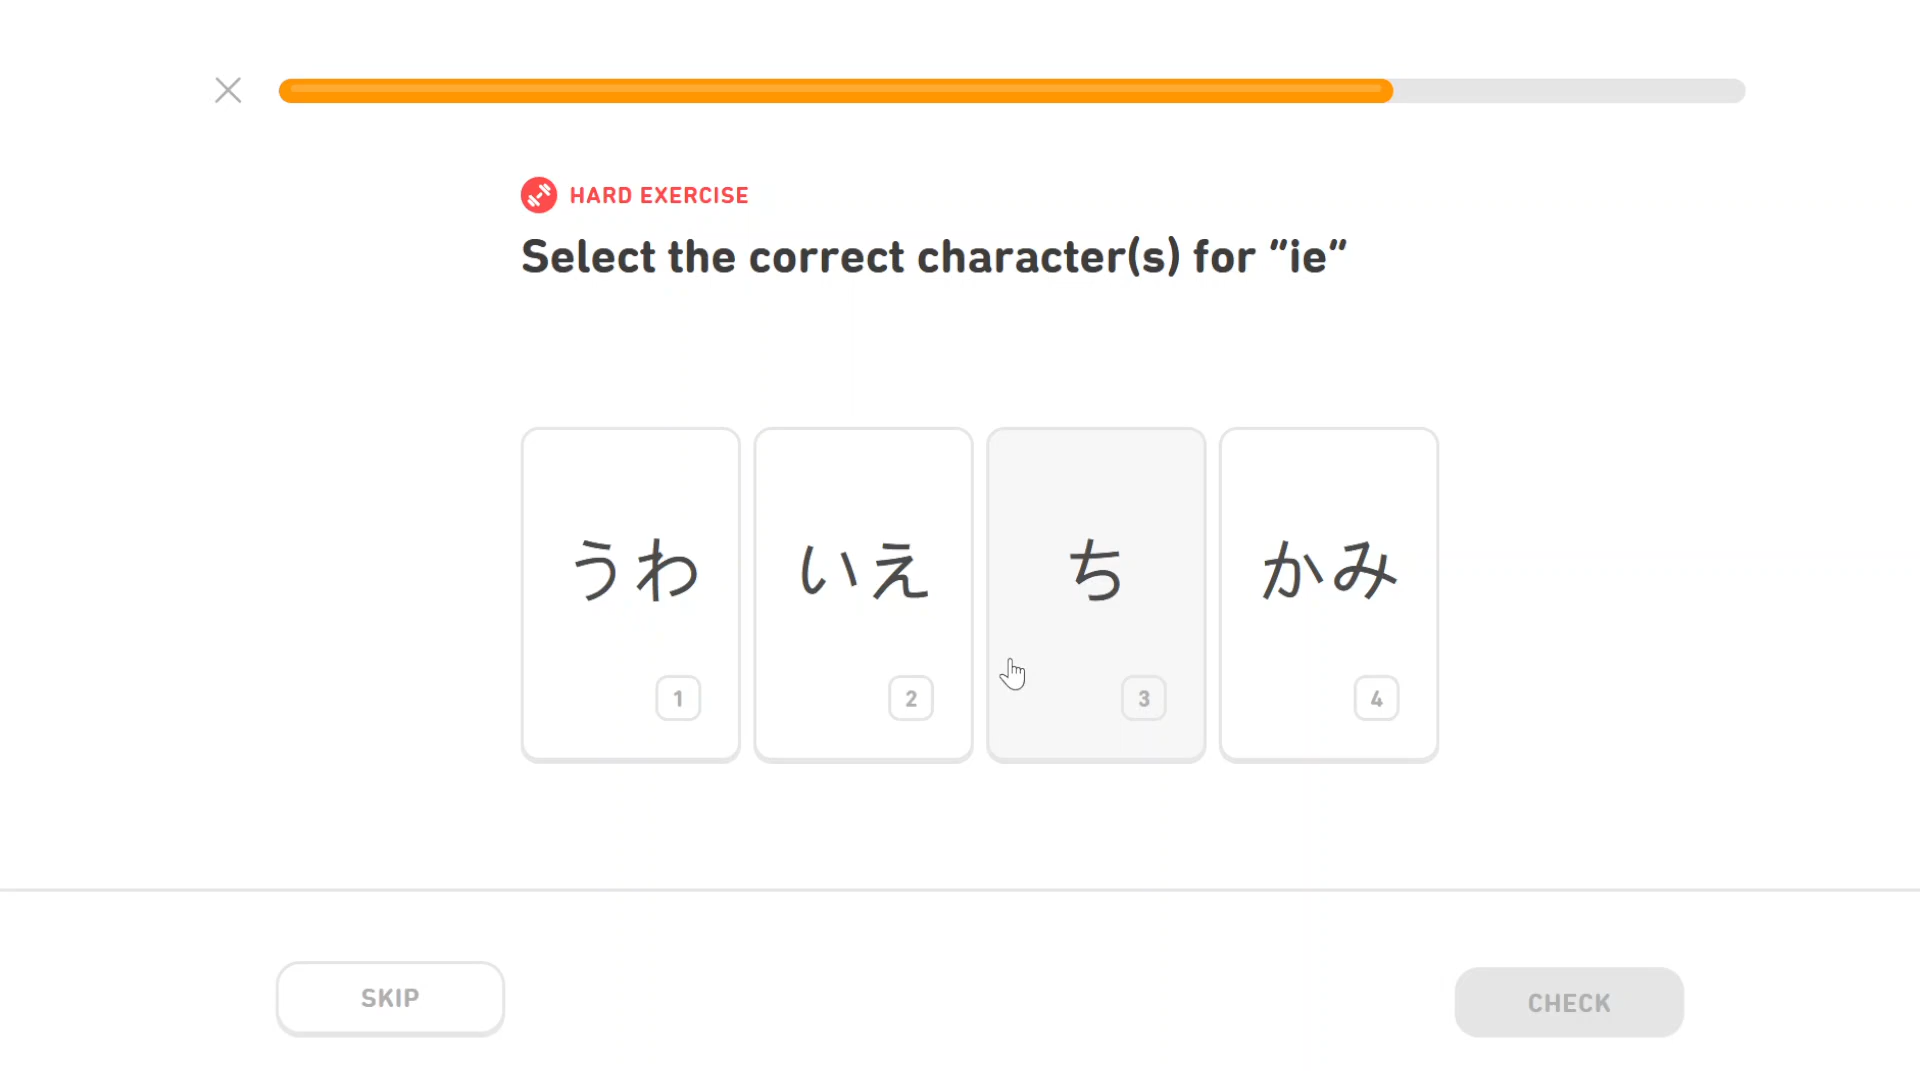 HARD EXERCISE
Select the correct character(s) for ”ie”
うわ
いえ
ち
かみ
1
2
3
4
SKIP
CHECK